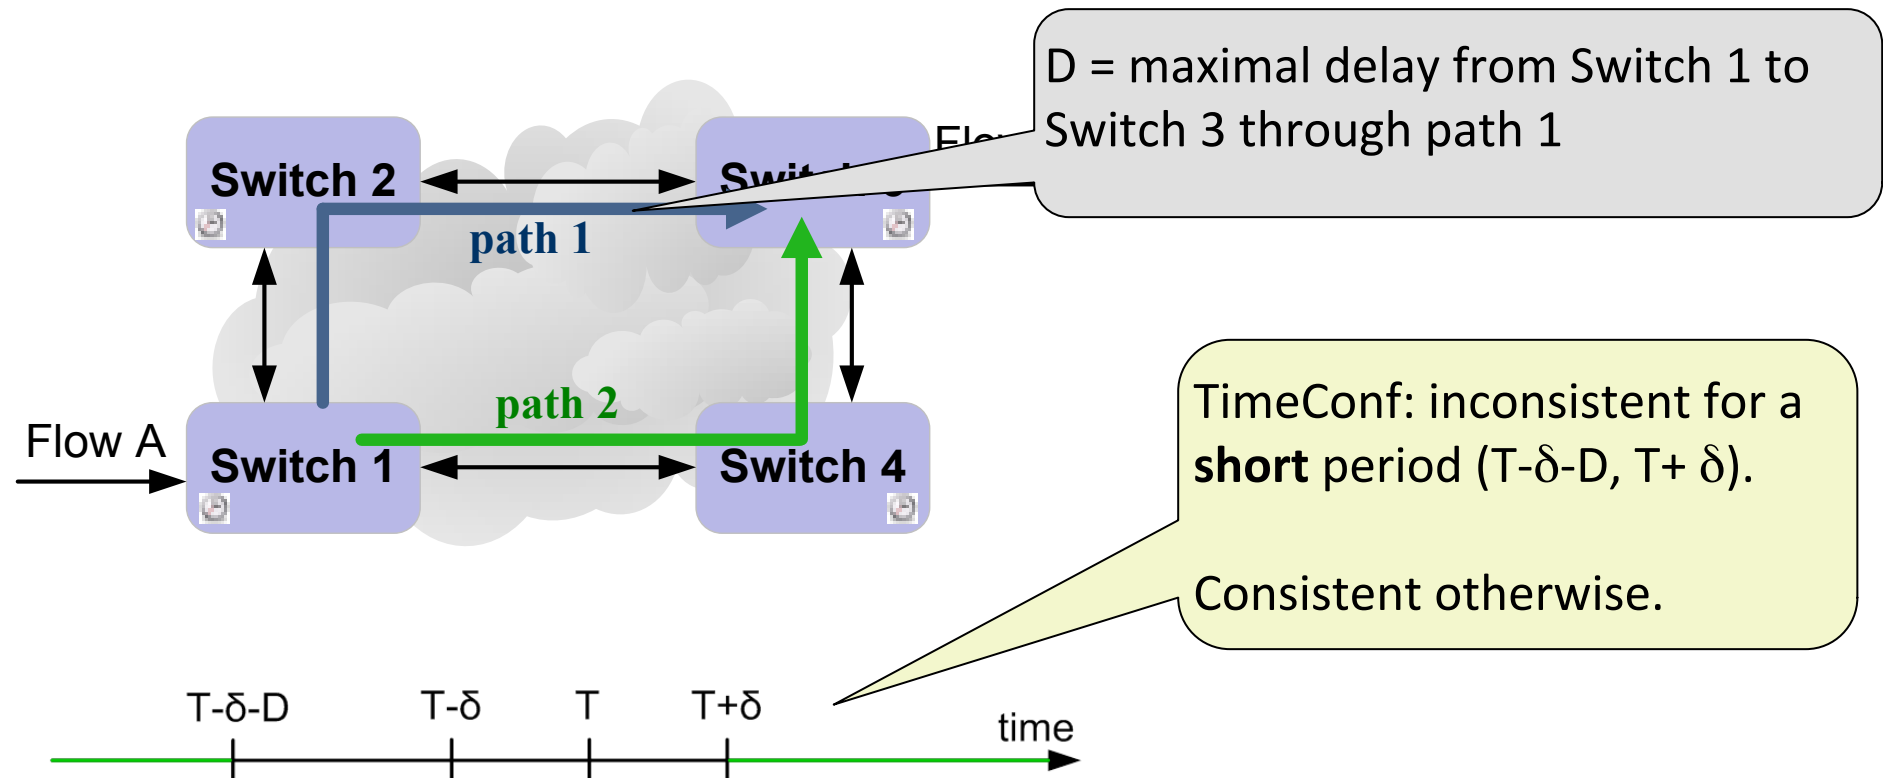 D = maximal delay from Switch 1 to
Switch 3 through path 1
Switch 2
path 1
path 2
Flow A
Switch 1
Switch 4
TimeConf: inconsistent for a
short period (T-δ-D, T+ δ).
Consistent otherwise.
T-δ-D T-δ T T+δ
time